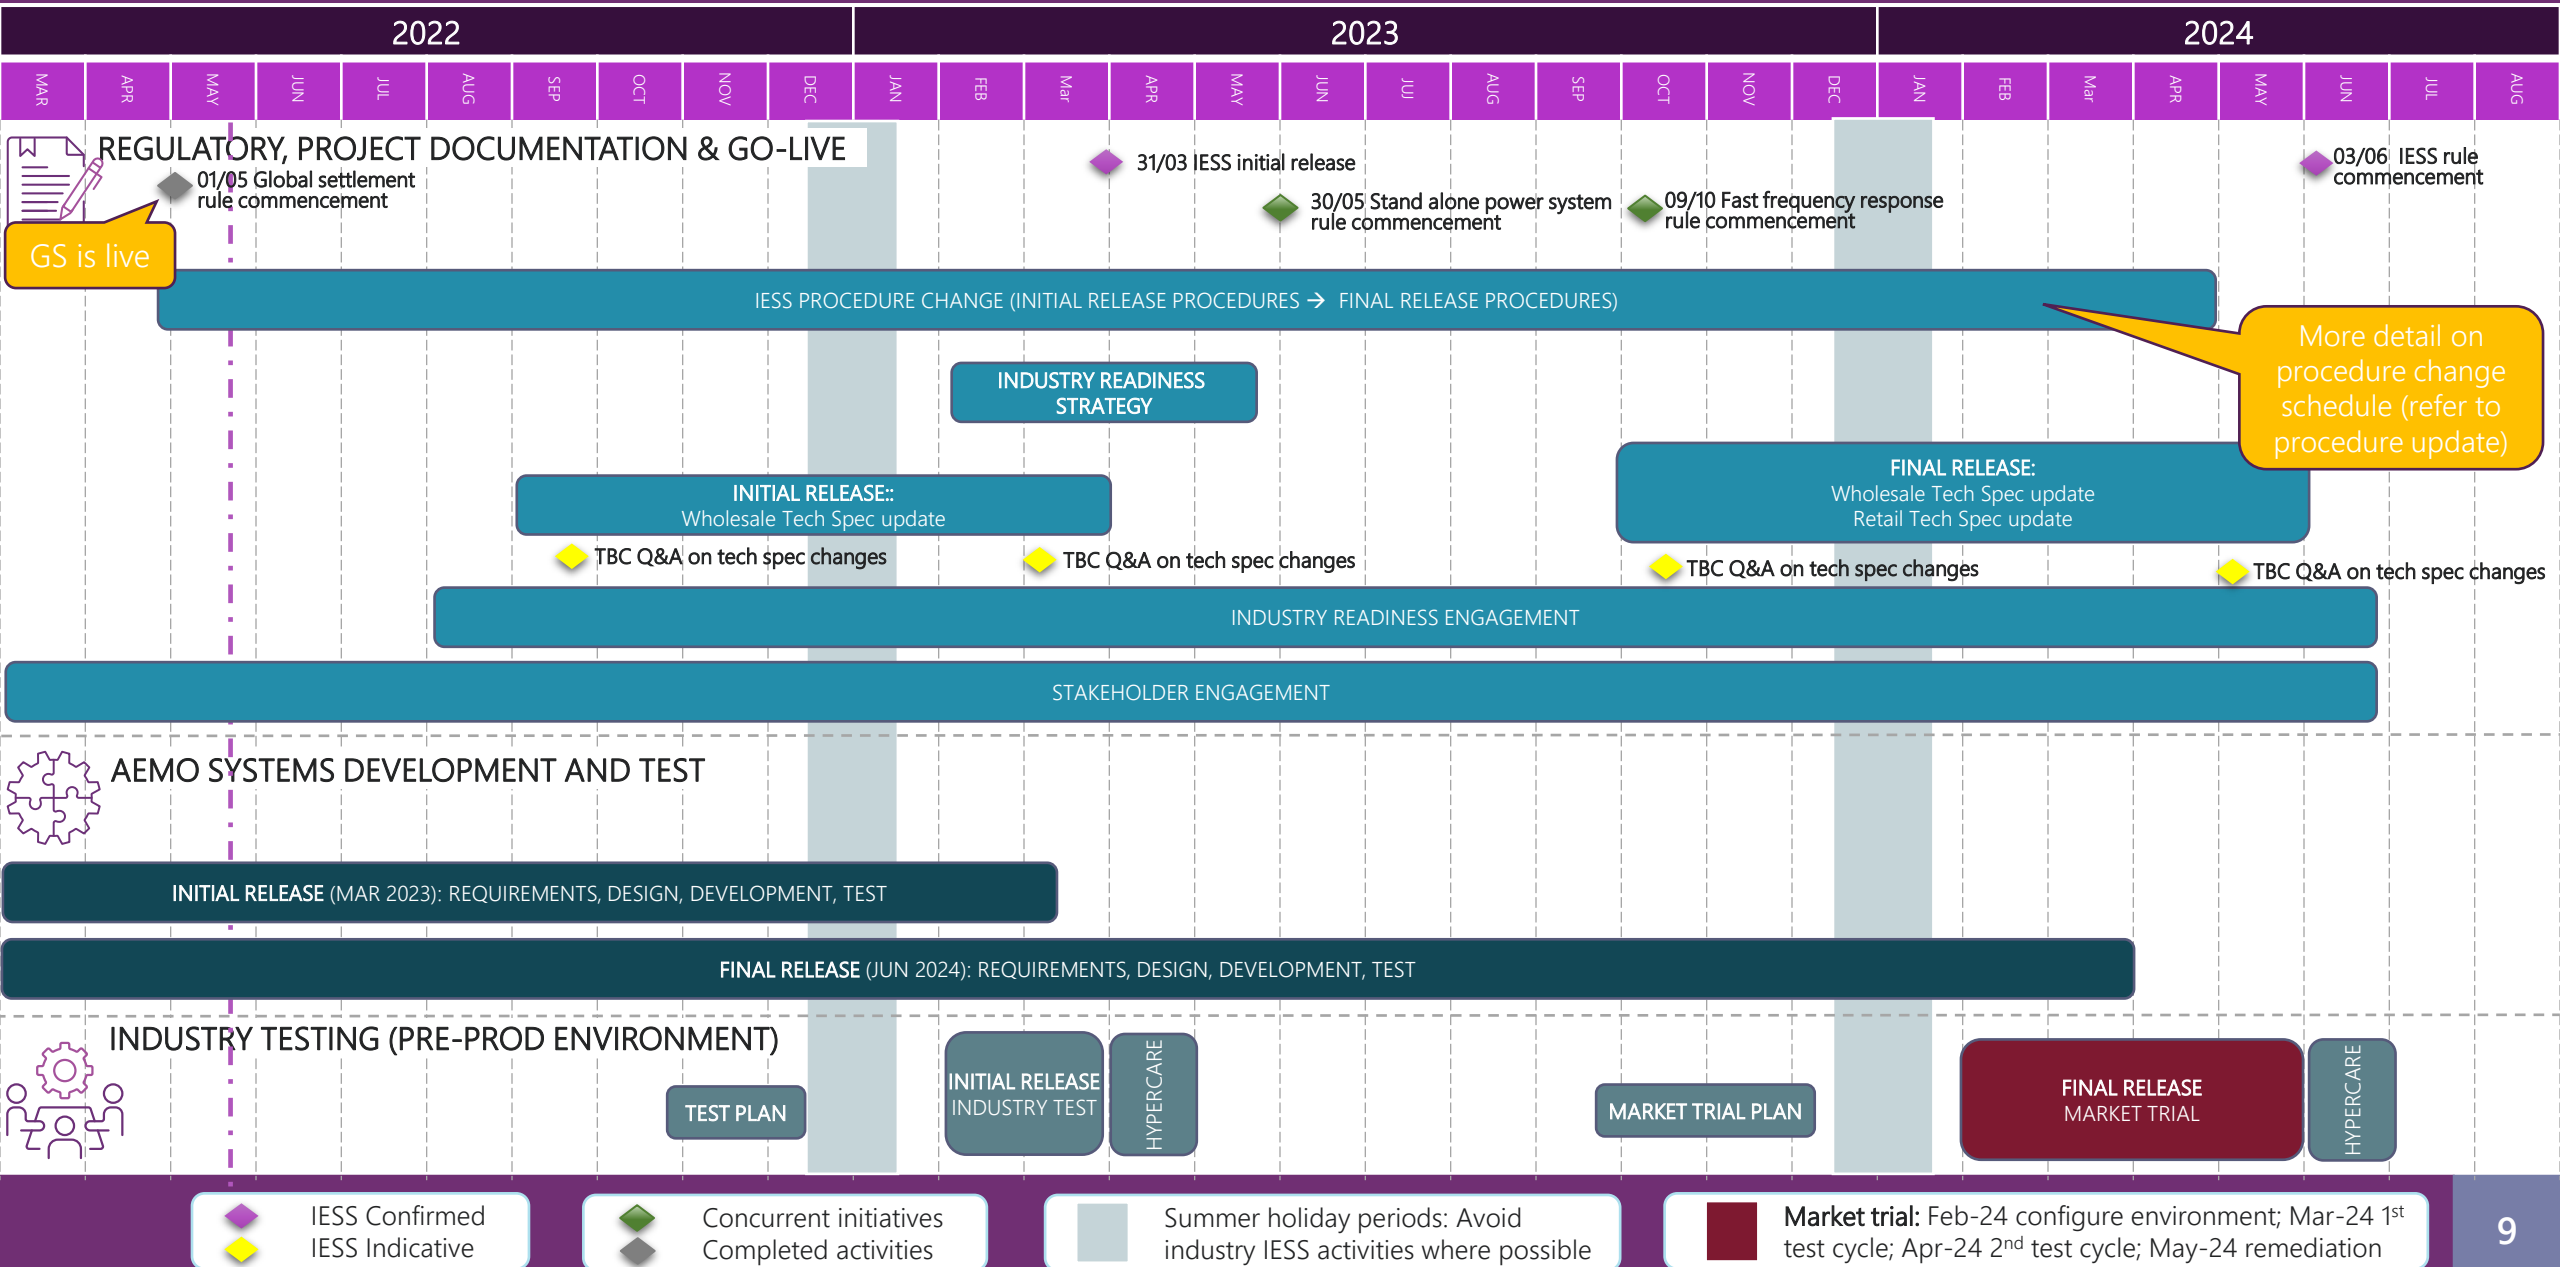 2022
2023
2024
MAR
APR
MAY
JUN
JUL
AUG
SEP
OCT
NOV
DEC
JAN
FEB
Mar
APR
MAY
JUN
JUJ
AUG
SEP
OCT
NOV
DEC
JAN
FEB
Mar
APR
MAY
JUN
JUL
AUG
REGULATORY, PROJECT DOCUMENTATION & GO-LIVE
01/05 Global settlement
rule commencement
GS is live
31/03 IESS initial release
30/05 Stand alone power system
rule commencement
09/10 Fast frequency response
rule commencement
03/06 IESS rule
commencement
IESS PROCEDURE CHANGE (INITIAL RELEASE PROCEDURES → FINAL RELEASE PROCEDURES)
More detail on
procedure change
schedule (refer to
procedure update)
INDUSTRY READINESS
STRATEGY
INITIAL RELEASE::
Wholesale Tech Spec update
FINAL RELEASE:
Wholesale Tech Spec update
Retail Tech Spec update
TBC Q&A on tech spec changes
TBC Q&A on tech spec changes
TBC Q&A on tech spec changes
TBC Q&A on tech spec changes
INDUSTRY READINESS ENGAGEMENT
STAKEHOLDER ENGAGEMENT
AEMO SYSTEMS DEVELOPMENT AND TEST
INITIAL RELEASE (MAR 2023): REQUIREMENTS, DESIGN, DEVELOPMENT, TEST
FINAL RELEASE (JUN 2024): REQUIREMENTS, DESIGN, DEVELOPMENT, TEST
INDUSTRY TESTING (PRE-PROD ENVIRONMENT)
TEST PLAN
INITIAL RELEASE
INDUSTRY TEST
HYPERCARE
MARKET TRIAL PLAN
FINAL RELEASE
MARKET TRIAL
HYPERCARE
IESS Confirmed
IESS Indicative
Concurrent initiatives
Completed activities
Summer holiday periods: Avoid
industry IESS activities where possible
Market trial: Feb-24 configure environment; Mar-24 1st
test cycle; Apr-24 2nd test cycle; May-24 remediation
9